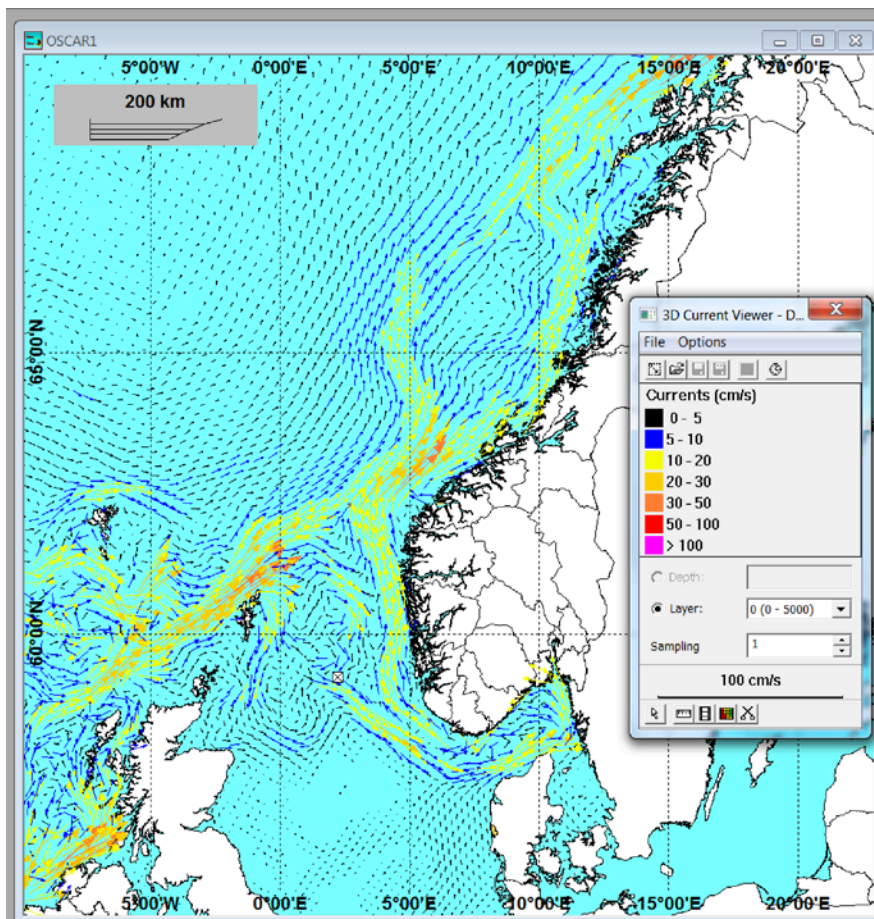 OSCAR1
5°00'W 0°00'E 5°00'E 10°00'E 15°00'E 20°00'E
200 km
65°00'N
60°00'N
5°00'W 0°00'E 5°00'E 10°00'E 15°00'E 20°00'E
3D Current Viewer - D...
File Options
Currents (cm/s)
0 - 5
5 - 10
10 - 20
20 - 30
30 - 50
50 - 100
> 100
Depth:
Layer: 0 (0 - 5000)
Sampling 1
100 cm/s